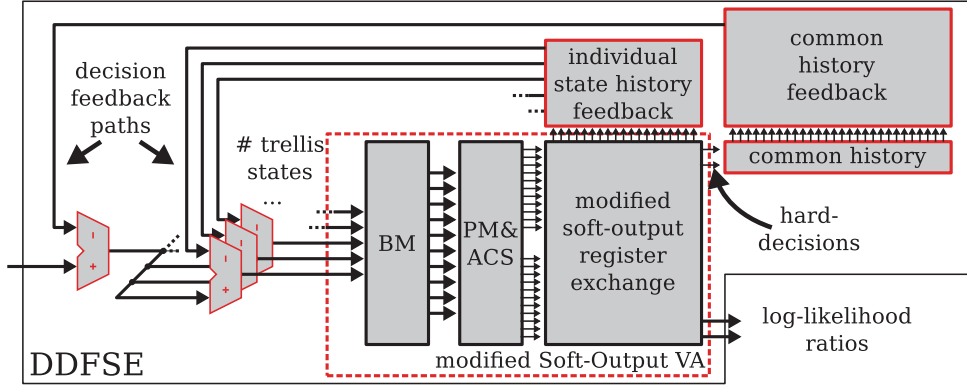 decision
feedback
paths
# trellis
states
...
individual
state history
feedback
common
history
feedback
common history
BM
PM&
ACS
modified
soft-output
register
exchange
hard-
decisions
-
+
-
+
-
-
log-likelihood
ratios
modified Soft-Output VA
DDFSE